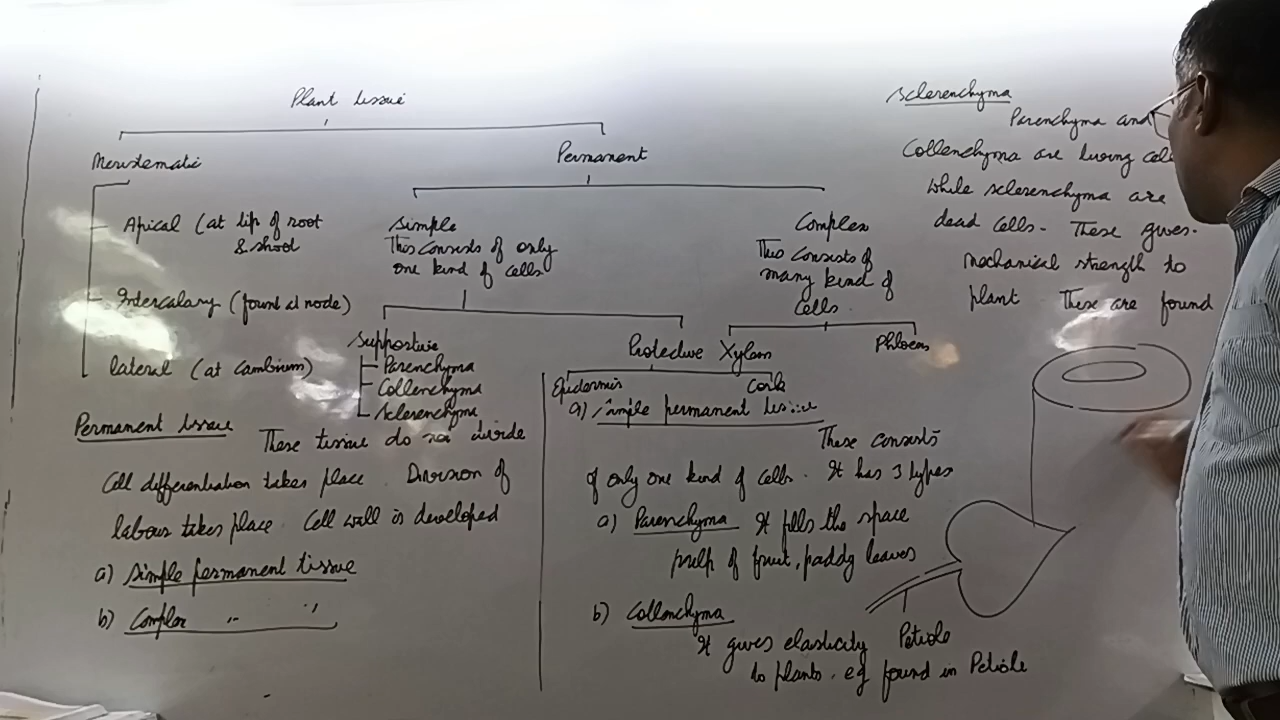 Plant tissue
Meristematic
Permanent
Apical (at tip of root
& shoot
Intercalary (found at node)
lateral (at Cambium)
Simple
This consists of only
one kind of cells
Complex
This consists of
many kind of
Cells.
Supportive
Parenchyma
Collenchyma
Sclerenchyma
Protective
Epidermis
Cork
Xylem
Phloem
Permanent tissue
These tissue do not divide
Cell differentiation takes place Division of
labour takes place Cell wall is developed
a) Simple permanent tissue
b) Complex " "
a) Simple permanent tissue
These consists
of only one kind of cells. It has 3 types
a) Parenchyma It fills the space
pulp of fruit, paddy leaves
b) Collenchyma
It gives elasticity
to plants. eg found in Petiole
Petiole
Sclerenchyma
Parenchyma and
Collenchyma are living
while sclerenchyma are
dead cells. These gives
mechanical strength to
plant These are found